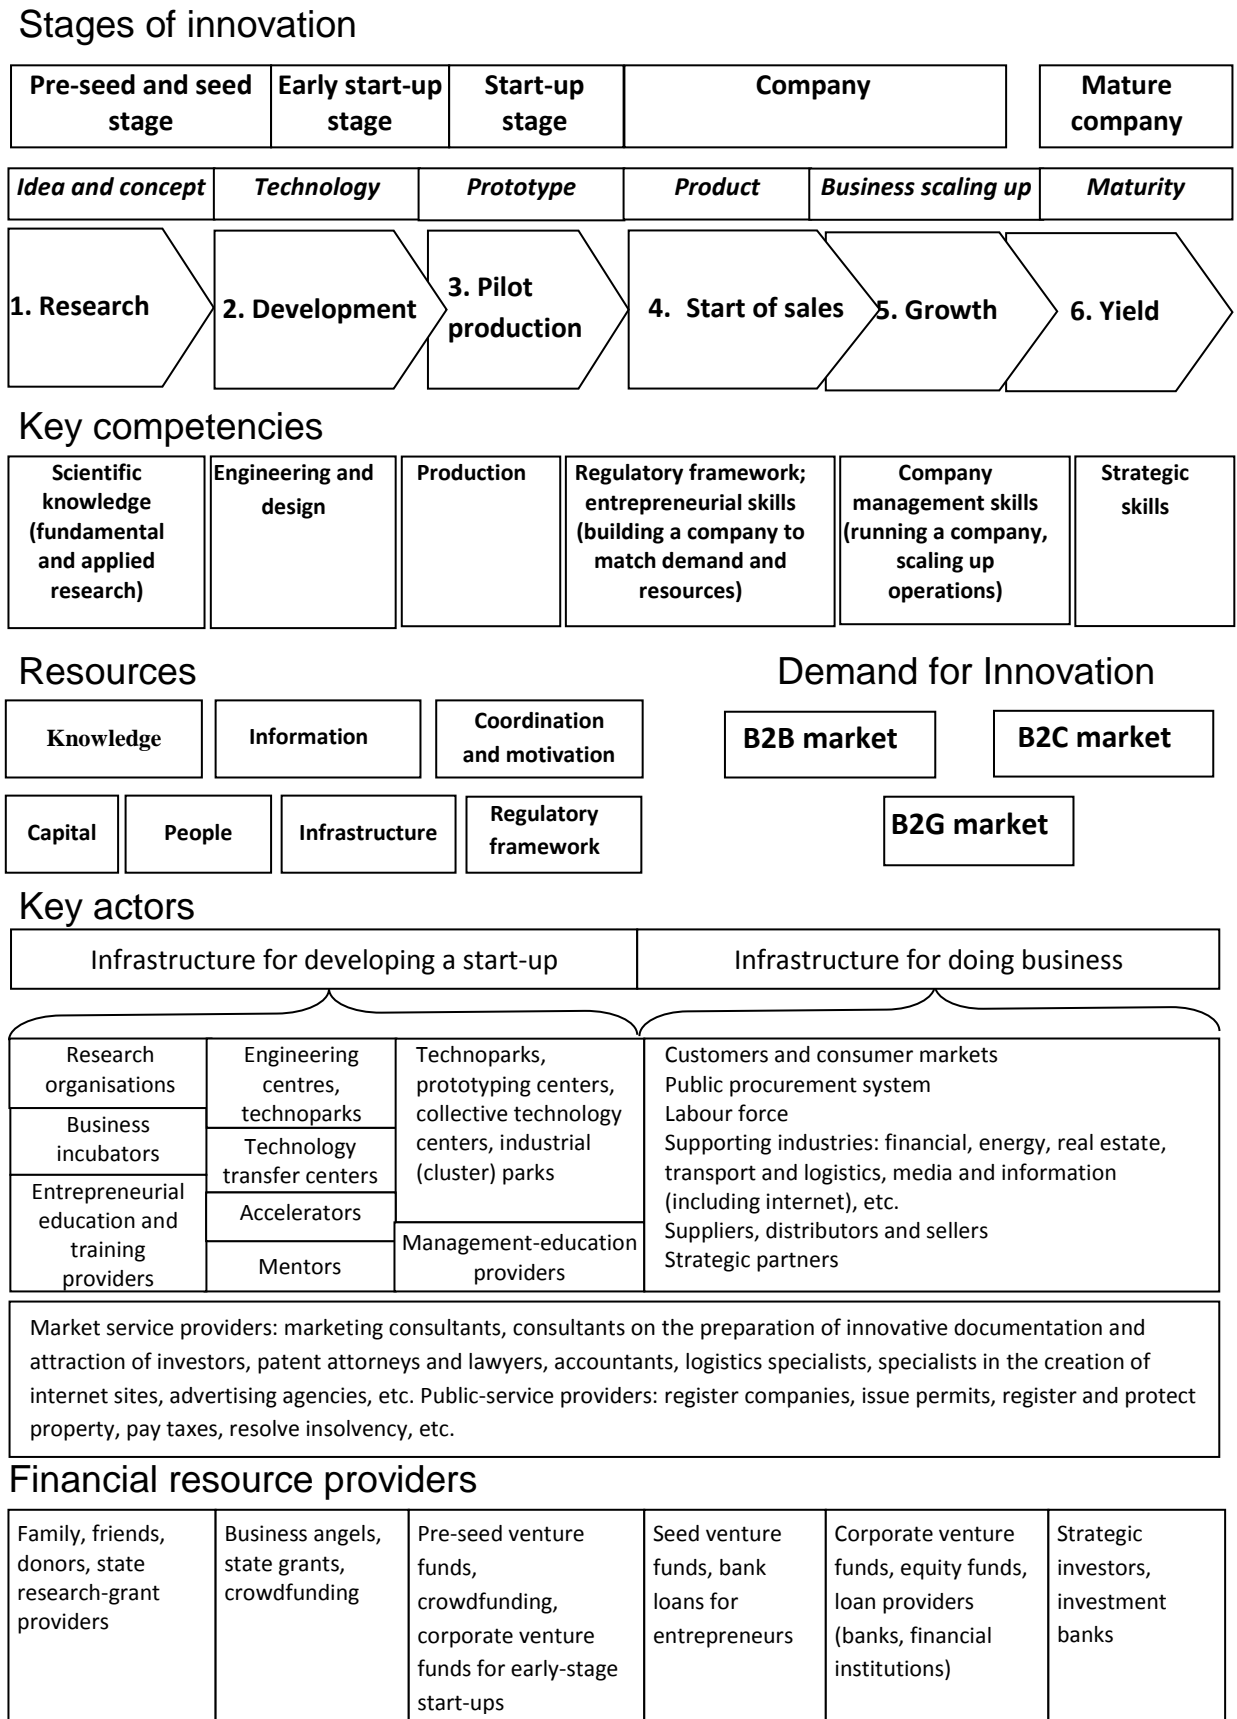 Stages of innovation
Pre-seed and seed
stage
Early start-up
stage
Start-up
stage
Company
Mature
company
Idea and concept
Technology
Prototype
Product
Business scaling up
Maturity
1. Research
2. Development
3. Pilot
production
4. Start of sales
5. Growth
6. Yield
Key competencies
Scientific
knowledge
(fundamental
and applied
research)
Engineering and
design
Production
Regulatory framework;
entrepreneurial skills
(building a company to
match demand and
resources)
Company
management skills
(running a company,
scaling up
operations)
Strategic
skills
Resources
Knowledge
Information
Coordination
and motivation
Capital
People
Infrastructure
Regulatory
framework
Demand for Innovation
B2B market
B2C market
B2G market
Key actors
Infrastructure for developing a start-up
Infrastructure for doing business
Research
organisations
Business
incubators
Entrepreneurial
education and
training
providers
Engineering
centres,
technoparks
Technology
transfer centers
Accelerators
Mentors
Technoparks,
prototyping centers,
collective technology
centers, industrial
(cluster) parks
Management-education
providers
Customers and consumer markets
Public procurement system
Labour force
Supporting industries: financial, energy, real estate,
transport and logistics, media and information
(including internet), etc.
Suppliers, distributors and sellers
Strategic partners
Market service providers: marketing consultants, consultants on the preparation of innovative documentation and
attraction of investors, patent attorneys and lawyers, accountants, logistics specialists, specialists in the creation of
internet sites, advertising agencies, etc. Public-service providers: register companies, issue permits, register and protect
property, pay taxes, resolve insolvency, etc.
Financial resource providers
Family, friends,
donors, state
research-grant
providers
Business angels,
state grants,
crowdfunding
Pre-seed venture
funds,
crowdfunding,
corporate venture
funds for early-stage
start-ups
Seed venture
funds, bank
loans for
entrepreneurs
Corporate venture
funds, equity funds,
loan providers
(banks, financial
institutions)
Strategic
investors,
investment
banks